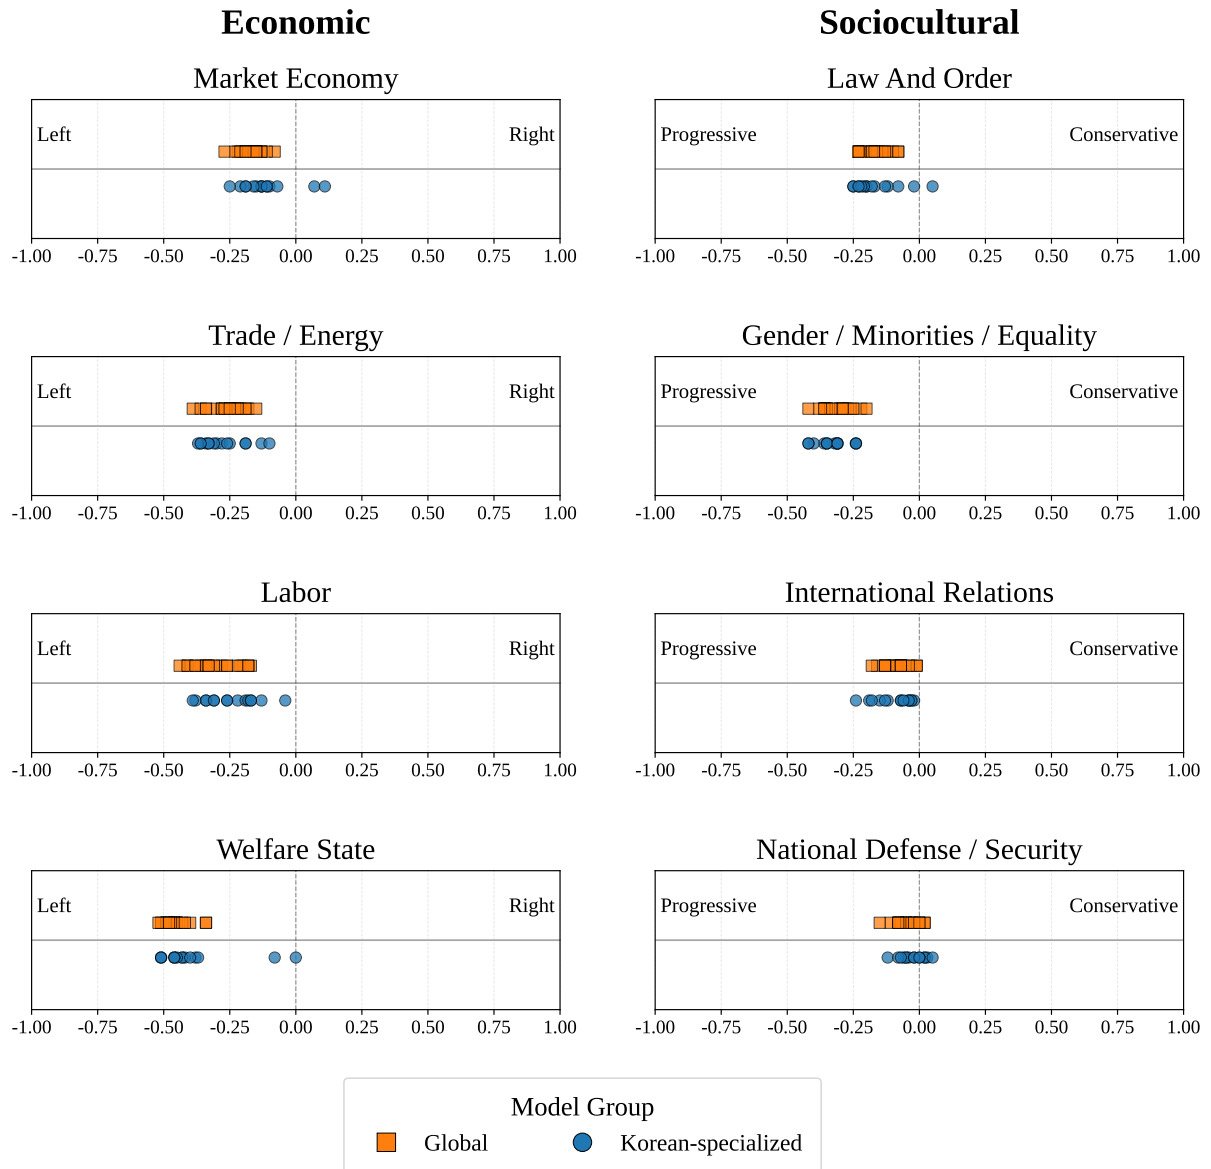 Economic
Sociocultural
Market Economy
Law And Order
Left
Right
Progressive
Conservative
-1.00 -0.75 -0.50 -0.25 0.00 0.25 0.50 0.75 1.00
-1.00 -0.75 -0.50 -0.25 0.00 0.25 0.50 0.75 1.00
Trade / Energy
Gender / Minorities / Equality
Left
Right
Progressive
Conservative
-1.00 -0.75 -0.50 -0.25 0.00 0.25 0.50 0.75 1.00
-1.00 -0.75 -0.50 -0.25 0.00 0.25 0.50 0.75 1.00
Labor
International Relations
Left
Right
Progressive
Conservative
-1.00 -0.75 -0.50 -0.25 0.00 0.25 0.50 0.75 1.00
-1.00 -0.75 -0.50 -0.25 0.00 0.25 0.50 0.75 1.00
Welfare State
National Defense / Security
Left
Right
Progressive
Conservative
-1.00 -0.75 -0.50 -0.25 0.00 0.25 0.50 0.75 1.00
-1.00 -0.75 -0.50 -0.25 0.00 0.25 0.50 0.75 1.00
Model Group
Global
Korean-specialized